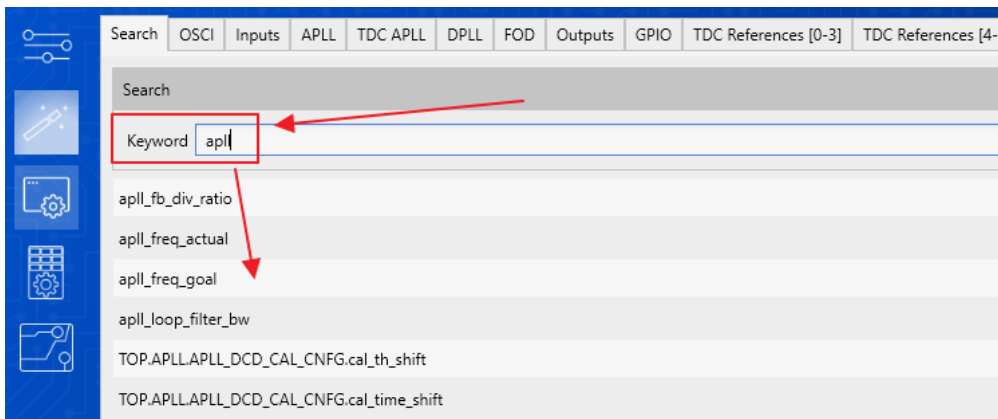 Search OSCI Inputs APLL TDC APLL DPLL FOD Outputs GPIO TDC References [0-3] TDC References [4-
Search
Keyword apll
apll_fb_div_ratio
apll_freq_actual
apll_freq_goal
apll_loop_filter_bw
TOP.APLL.APLL_DCD_CAL_CNFG.cal_th_shift
TOP.APLL.APLL_DCD_CAL_CNFG.cal_time_shift